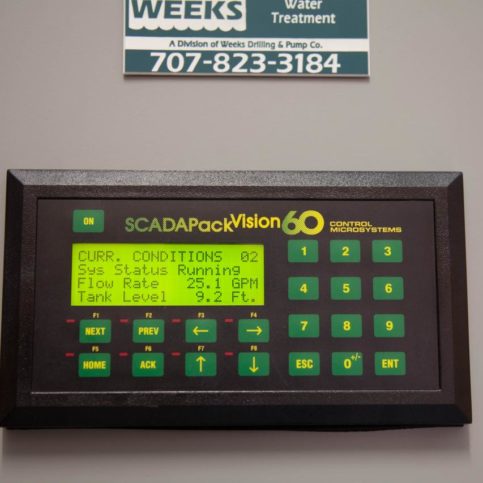 WEEKS
Water
Treatment
A Division of Weeks Drilling & Pump Co.
707-823-3184
ON
SCADAPack Vision 60
CONTROL
MICROSYSTEMS
CURR. CONDITIONS 02
Sys Status Running
Flow Rate 25.1 GPM
Tank Level 9.2 Ft.
1 2 3
4 5 6
7 8 9
ESC 0+/- ENT
F1 F2 F3 F4
NEXT PREV ← →
F5 F6 F7 F8
HOME ACK ↑ ↓